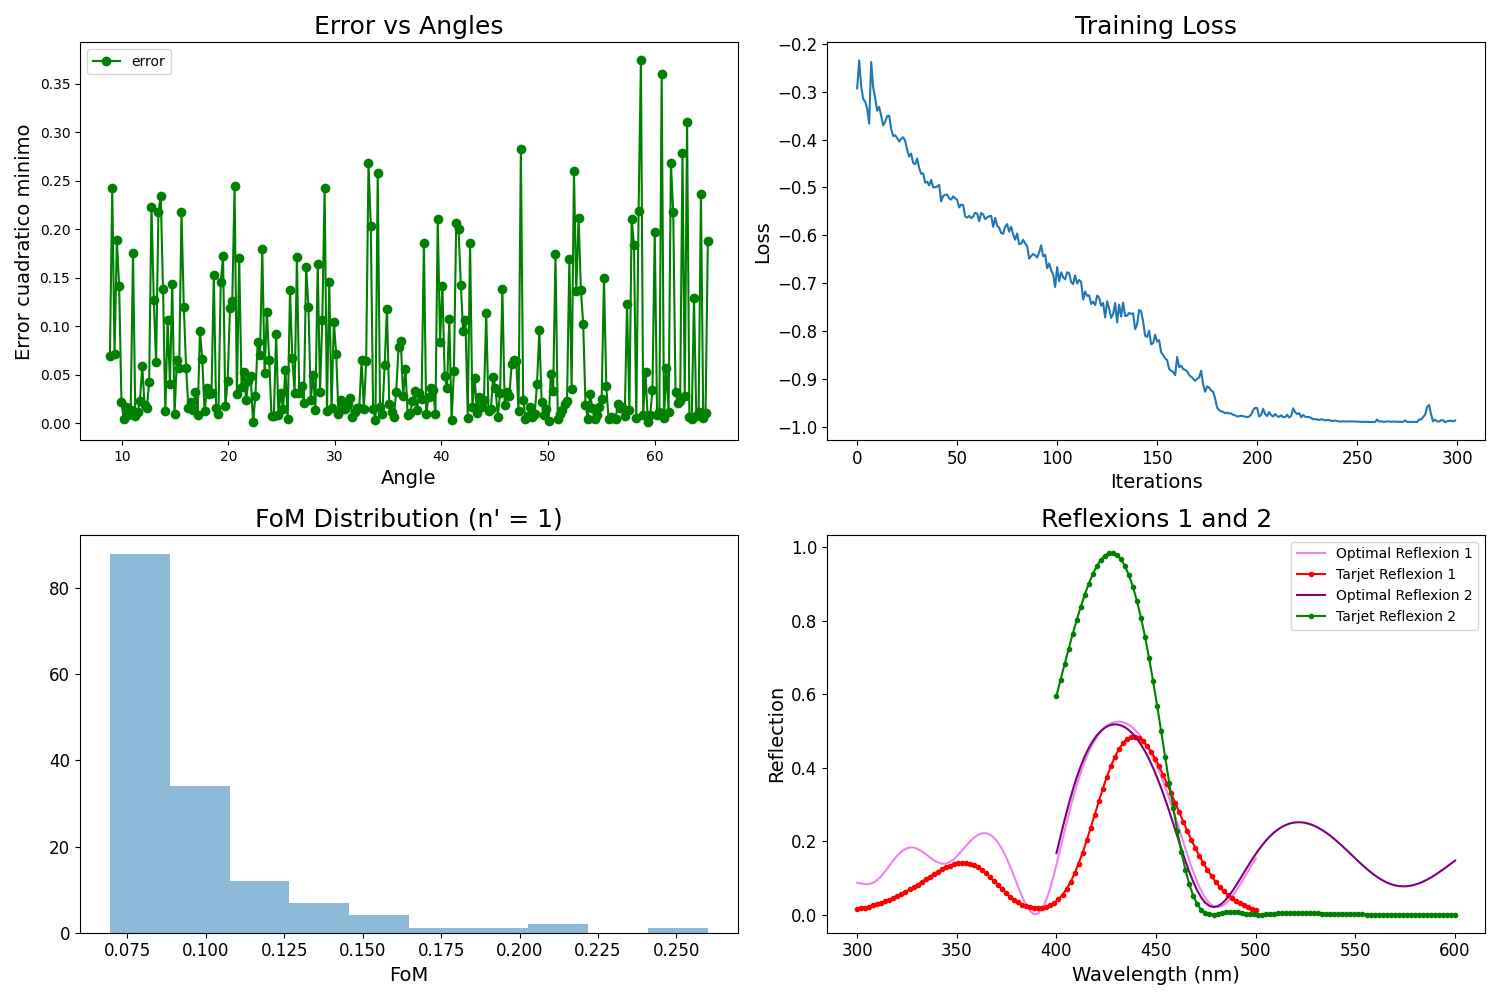 Error vs Angles
error
Error cuadratico minimo
0.35
0.30
0.25
0.20
0.15
0.10
0.05
0.00
10 20 30 40 50 60
Angle
Training Loss
Loss
−0.2
−0.3
−0.4
−0.5
−0.6
−0.7
−0.8
−0.9
−1.0
0 50 100 150 200 250 300
Iterations
FoM Distribution (n' = 1)
80
60
40
20
0
0.075 0.100 0.125 0.150 0.175 0.200 0.225 0.250
FoM
Reflexions 1 and 2
Optimal Reflexion 1
Tarjet Reflexion 1
Optimal Reflexion 2
Tarjet Reflexion 2
Reflection
1.0
0.8
0.6
0.4
0.2
0.0
300 350 400 450 500 550 600
Wavelength (nm)